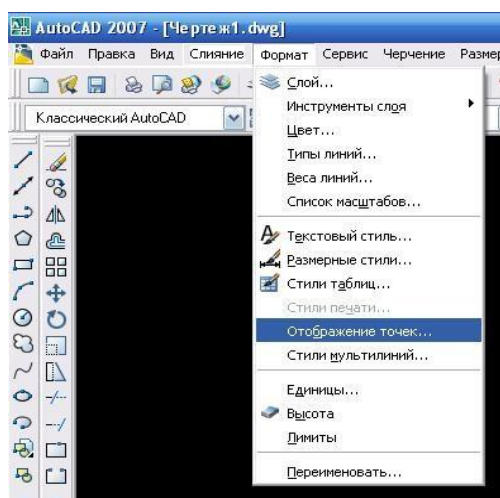 AutoCAD 2007 - [Чертеж1.dwg]
Файл Правка Вид Слияние Формат Сервис Черчение Размер
Классический AutoCAD
Слой...
Инструменты слоя
Цвет...
Типы линий...
Веса линий...
Список масштабов...
Текстовый стиль...
Размерные стили...
Стили таблиц...
Стили печати...
Отображение точек...
Стили мультилиний...
Единицы...
Высота
Лимиты
Переименовать...